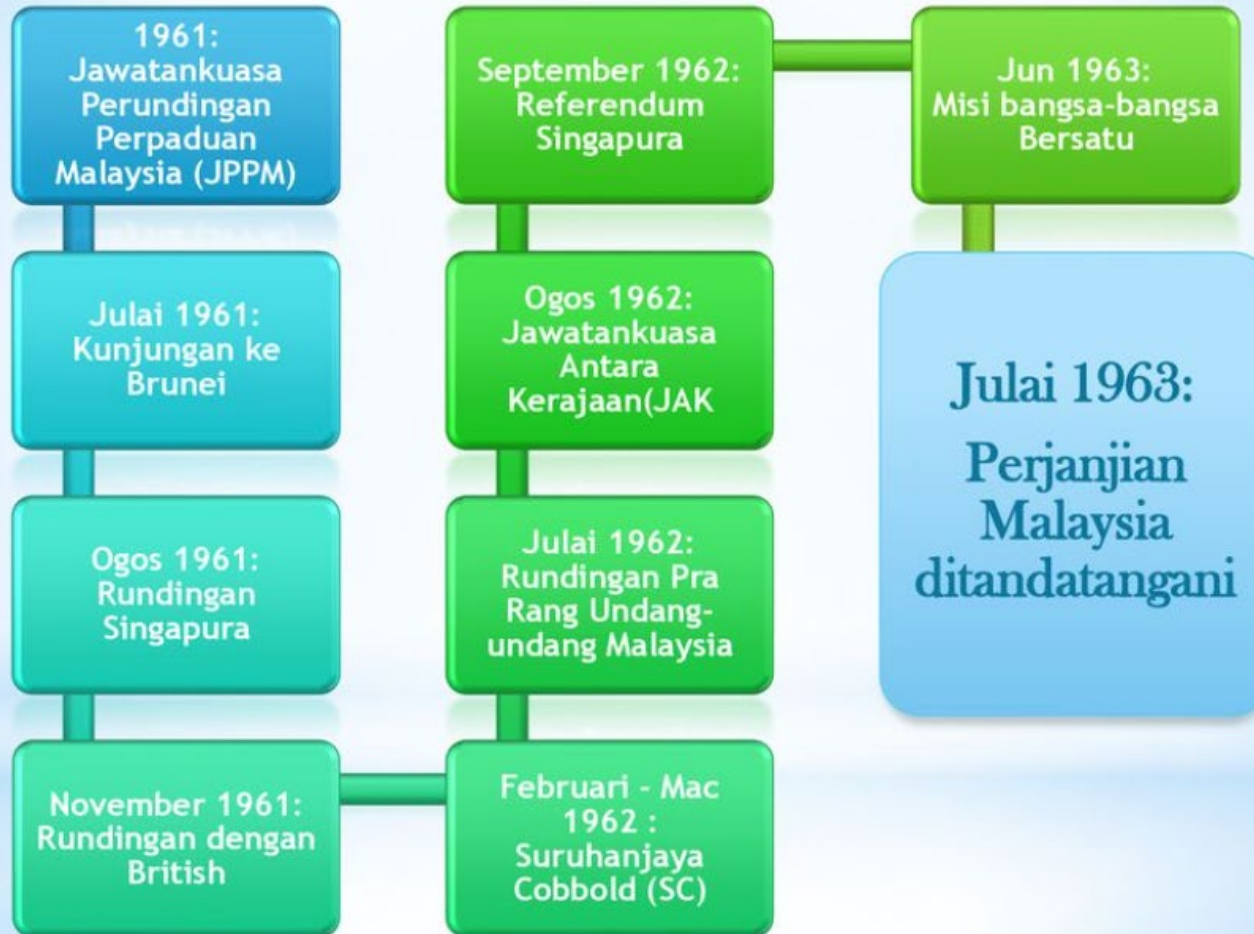 1961:
Jawatankuasa
Perundingan
Perpaduan
Malaysia (JPPM)
Julai 1961:
Kunjungan ke
Brunei
Ogos 1961:
Rundingan
Singapura
November 1961:
Rundingan dengan
British
Februari - Mac
1962 :
Suruhanjaya
Cobbold (SC)
Julai 1962:
Rundingan Pra
Rang Undang-
undang Malaysia
Ogos 1962:
Jawatankuasa
Antara
Kerajaan(JAK
September 1962:
Referendum
Singapura
Jun 1963:
Misi bangsa-bangsa
Bersatu
Julai 1963:
Perjanjian
Malaysia
ditandatangani